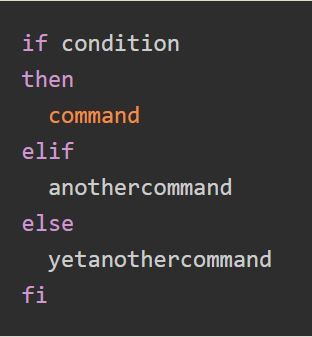 if condition
then
  command
elif
  anothercommand
else
  yetanothercommand
fi